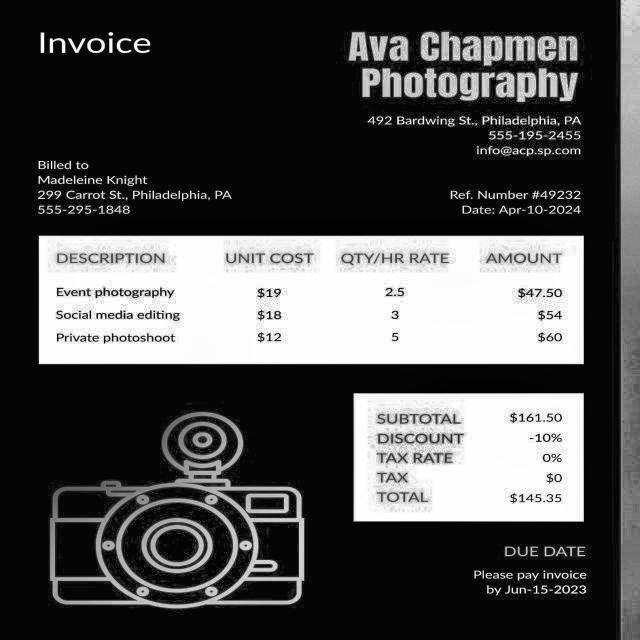 Invoice
Ava Chapmen
Photography
492 Bardwing St., Philadelphia, PA
555-195-2455
info@acp.sp.com
Billed to
Madeleine Knight
299 Carrot St., Philadelphia, PA
555-295-1848
Ref. Number #49232
Date: Apr-10-2024
DESCRIPTION UNIT COST QTY/HR RATE AMOUNT
Event photography $19 2.5 $47.50
Social media editing $18 3 $54
Private photoshoot $12 5 $60
SUBTOTAL $161.50
DISCOUNT -10%
TAX RATE 0%
TAX $0
TOTAL $145.35
DUE DATE
Please pay invoice
by Jun-15-2023